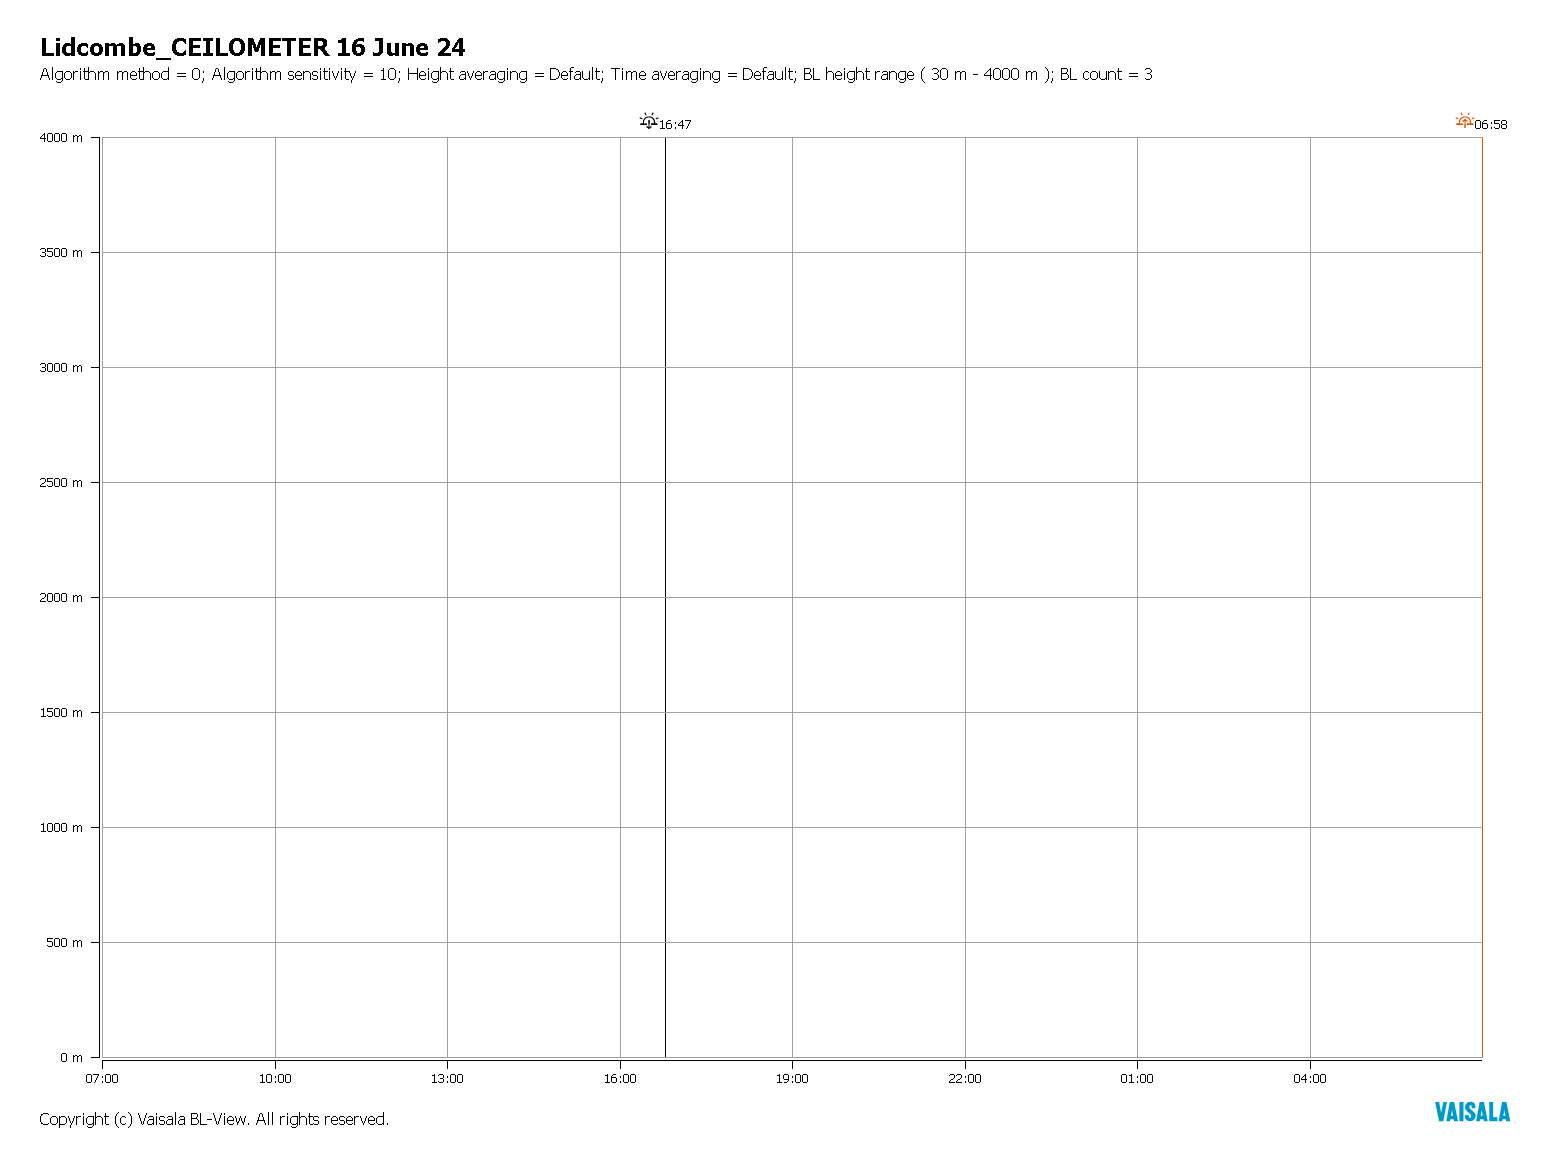 Lidcombe_CEILOMETER 16 June 24
Algorithm method = 0; Algorithm sensitivity = 10; Height averaging = Default; Time averaging = Default; BL height range ( 30 m - 4000 m ); BL count = 3
16:47
06:58
4000 m
3500 m
3000 m
2500 m
2000 m
1500 m
1000 m
500 m
0 m
07:00 10:00 13:00 16:00 19:00 22:00 01:00 04:00
Copyright (c) Vaisala BL-View. All rights reserved.
VAISALA